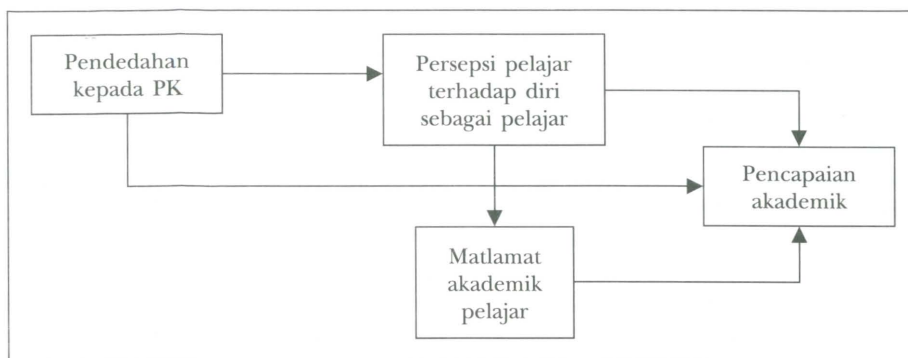 Pendedahan
kepada PK
Persepsi pelajar
terhadap diri
sebagai pelajar
Pencapaian
akademik
Matlamat
akademik
pelajar